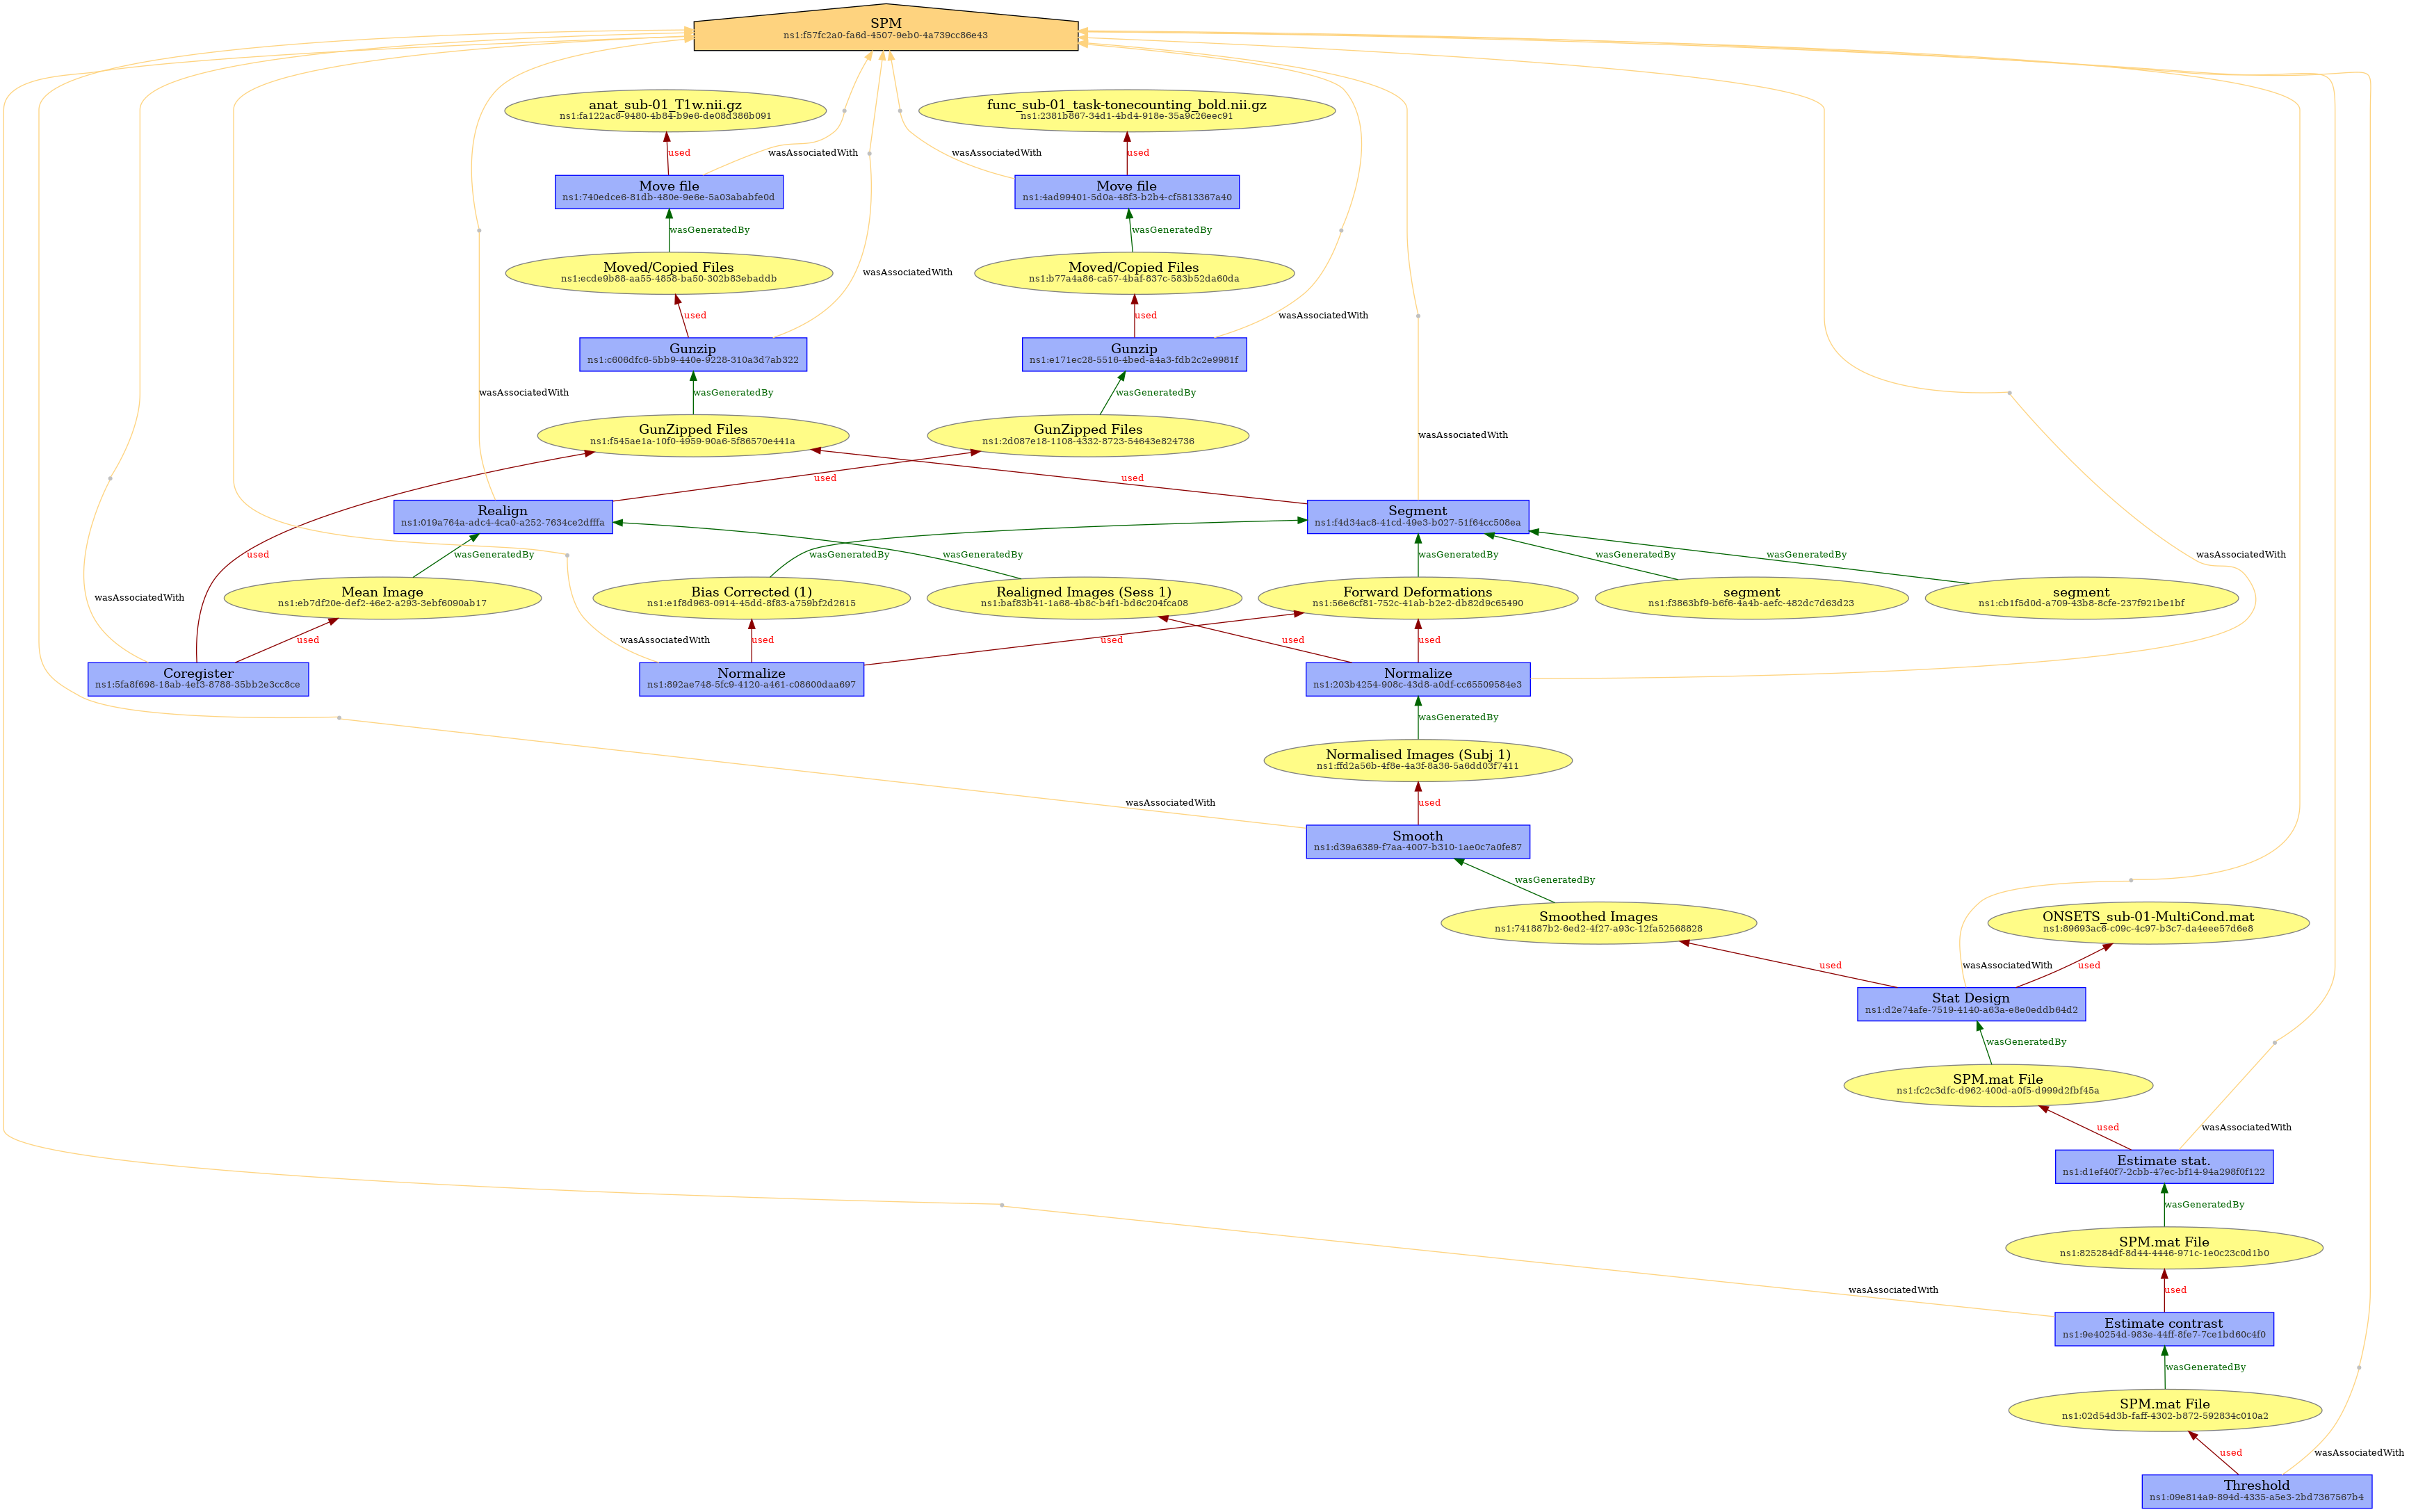 SPM
ns1:f57fc2a0-fa6d-4507-9eb0-4a739cc86e43
anat_sub-01_T1w.nii.gz
ns1:fa122ac8-9480-4b84-b9e6-de08d386b091
func_sub-01_task-tonecounting_bold.nii.gz
ns1:2381b867-34d1-4bd4-918e-35a9c26eec91
used
wasAssociatedWith
wasAssociatedWith
used
Move file
ns1:740edce6-81db-480e-9e6e-5a03ababfe0d
Move file
ns1:4ad99401-5d0a-48f3-b2b4-cf5813367a40
wasGeneratedBy
wasGeneratedBy
Moved/Copied Files
ns1:ecde9b88-aa55-4858-ba50-302b83ebaddb
wasAssociatedWith
Moved/Copied Files
ns1:b77a4a86-ca57-4baf-837c-583b52da60da
used
used
wasAssociatedWith
Gunzip
ns1:c606dfc6-5bb9-440e-9228-310a3d7ab322
Gunzip
ns1:e171ec28-5516-4bed-a4a3-fdb2c2e9981f
wasAssociatedWith
wasGeneratedBy
wasGeneratedBy
GunZipped Files
ns1:f545ae1a-10f0-4959-90a6-5f86570e441a
GunZipped Files
ns1:2d087e18-1108-4332-8723-54643e824736
wasAssociatedWith
used
used
Realign
ns1:019a764a-adc4-4ca0-a252-7634ce2dfffa
Segment
ns1:f4d34ac8-41cd-49e3-b027-51f64cc508ea
used
wasGeneratedBy
wasGeneratedBy
wasGeneratedBy
wasGeneratedBy
wasGeneratedBy
wasGeneratedBy
wasAssociatedWith
wasAssociatedWith
Mean Image
ns1:eb7df20e-def2-46e2-a293-3ebf6090ab17
Bias Corrected (1)
ns1:e1f8d963-0914-45dd-8f83-a759bf2d2615
Realigned Images (Sess 1)
ns1:baf83b41-1a68-4b8c-b4f1-bd6c204fca08
Forward Deformations
ns1:56e6cf81-752c-41ab-b2e2-db82d9c65490
segment
ns1:f3863bf9-b6f6-4a4b-aefc-482dc7d63d23
segment
ns1:cb1f5d0d-a709-43b8-8cfe-237f921be1bf
used
wasAssociatedWith
used
used
used
used
Coregister
ns1:5fa8f698-18ab-4ef3-8788-35bb2e3cc8ce
Normalize
ns1:892ae748-5fc9-4120-a461-c08600daa697
Normalize
ns1:203b4254-908c-43d8-a0df-cc65509584e3
wasGeneratedBy
Normalised Images (Subj 1)
ns1:ffd2a56b-4f8e-4a3f-8a36-5a6dd03f7411
wasAssociatedWith
used
Smooth
ns1:d39a6389-f7aa-4007-b310-1ae0c7a0fe87
wasGeneratedBy
Smoothed Images
ns1:741887b2-6ed2-4f27-a93c-12fa52568828
ONSETS_sub-01-MultiCond.mat
ns1:89693ac6-c09c-4c97-b3c7-da4eee57d6e8
used
wasAssociatedWith
used
Stat Design
ns1:d2e74afe-7519-4140-a63a-e8e0eddb64d2
wasGeneratedBy
SPM.mat File
ns1:fc2c3dfc-d962-400d-a0f5-d999d2fbf45a
used
wasAssociatedWith
Estimate stat.
ns1:d1ef40f7-2cbb-47ec-bf14-94a298f0f122
wasGeneratedBy
SPM.mat File
ns1:825284df-8d44-4446-971c-1e0c23c0d1b0
wasAssociatedWith
used
Estimate contrast
ns1:9e40254d-983e-44ff-8fe7-7ce1bd60c4f0
wasGeneratedBy
SPM.mat File
ns1:02d54d3b-faff-4302-b872-592834c010a2
used
wasAssociatedWith
Threshold
ns1:09e814a9-894d-4335-a5e3-2bd7367567b4